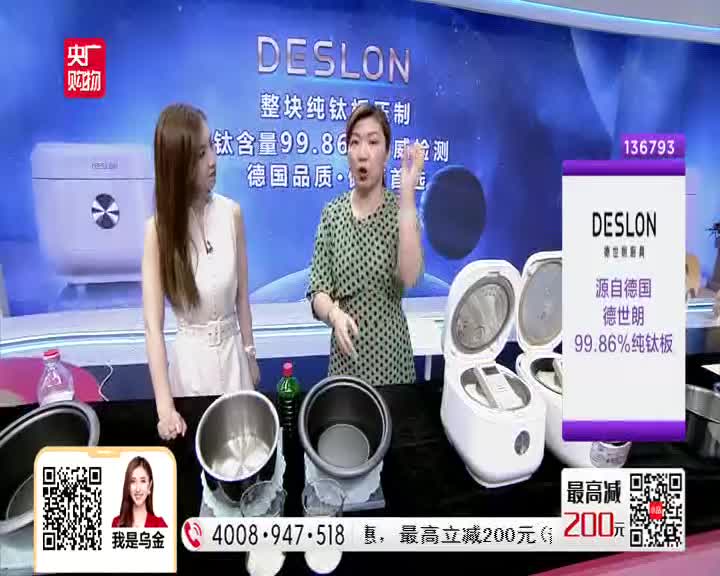 央广
购物
DESLON
整块纯钛板压制
钛含量99.86
威检测
德国品质·
首选
DESLON
136793
DESLON
德世朗厨具
源自德国
德世朗
99.86%纯钛板
我是乌金
4008·947·518
惠，最高立减200元（
最高减
200元